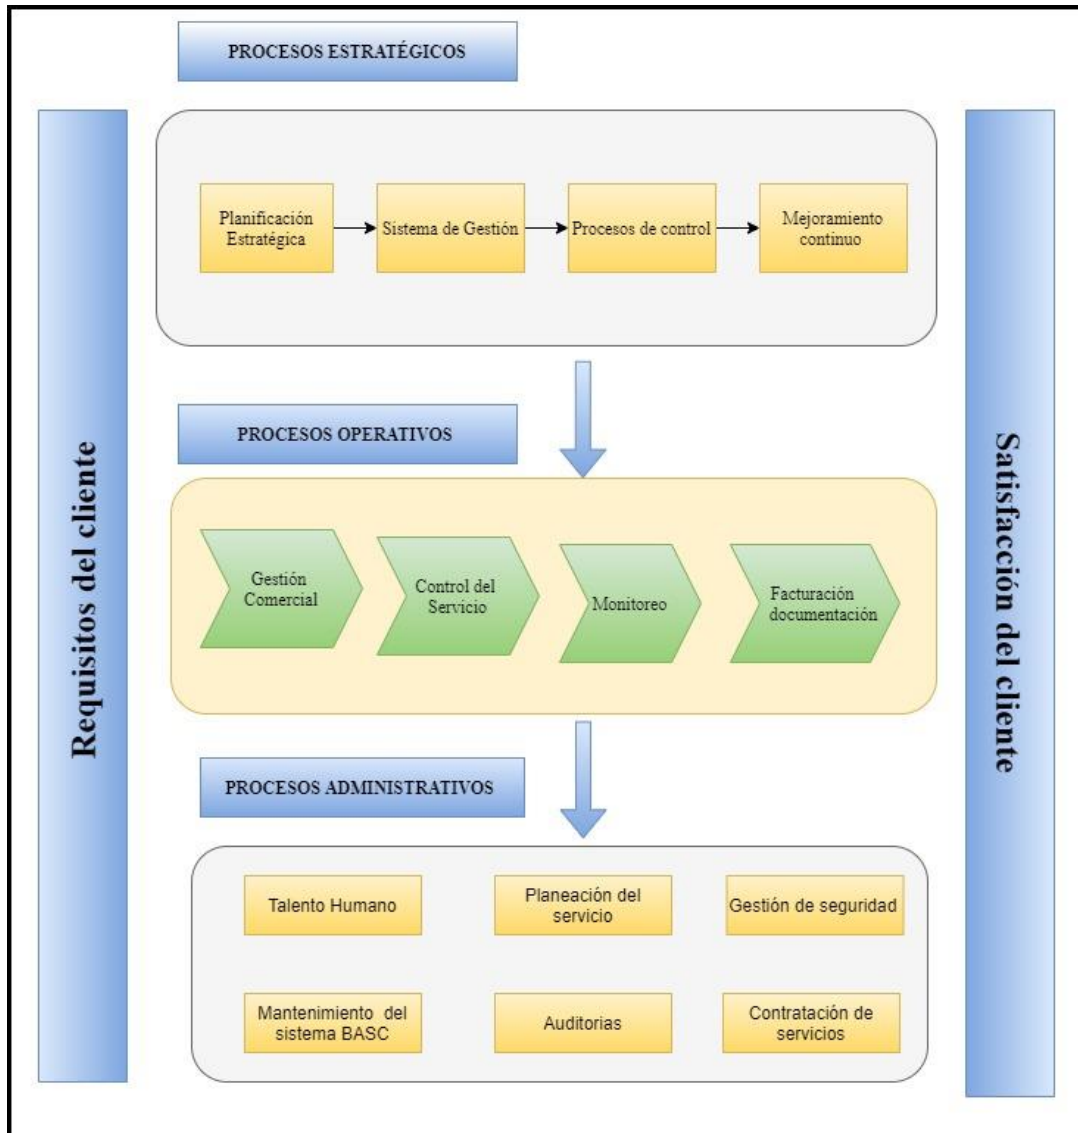 PROCESOS ESTRATÉGICOS
Requisitos del cliente
Planificación
Estratégica
Sistema de Gestión
Procesos de control
Mejoramiento
continuo
Satisfacción del cliente
PROCESOS OPERATIVOS
Gestión
Comercial
Control del
Servicio
Monitoreo
Facturación
documentación
PROCESOS ADMINISTRATIVOS
Talento Humano
Planeación del
servicio
Gestión de seguridad
Mantenimiento del
sistema BASC
Auditorias
Contratación de
servicios